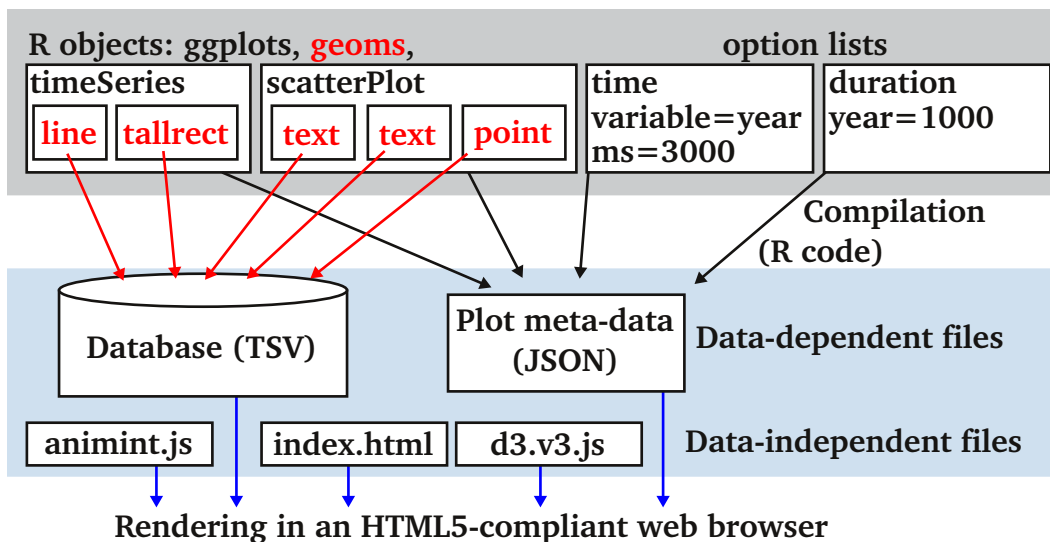 R objects: ggplots, geoms, option lists
timeSeries
line tallrect
scatterPlot
text text point
time
variable=year
ms=3000
duration
year=1000
Compilation
(R code)
Database (TSV)
Plot meta-data
(JSON)
Data-dependent files
animint.js
index.html
d3.v3.js
Data-independent files
Rendering in an HTML5-compliant web browser